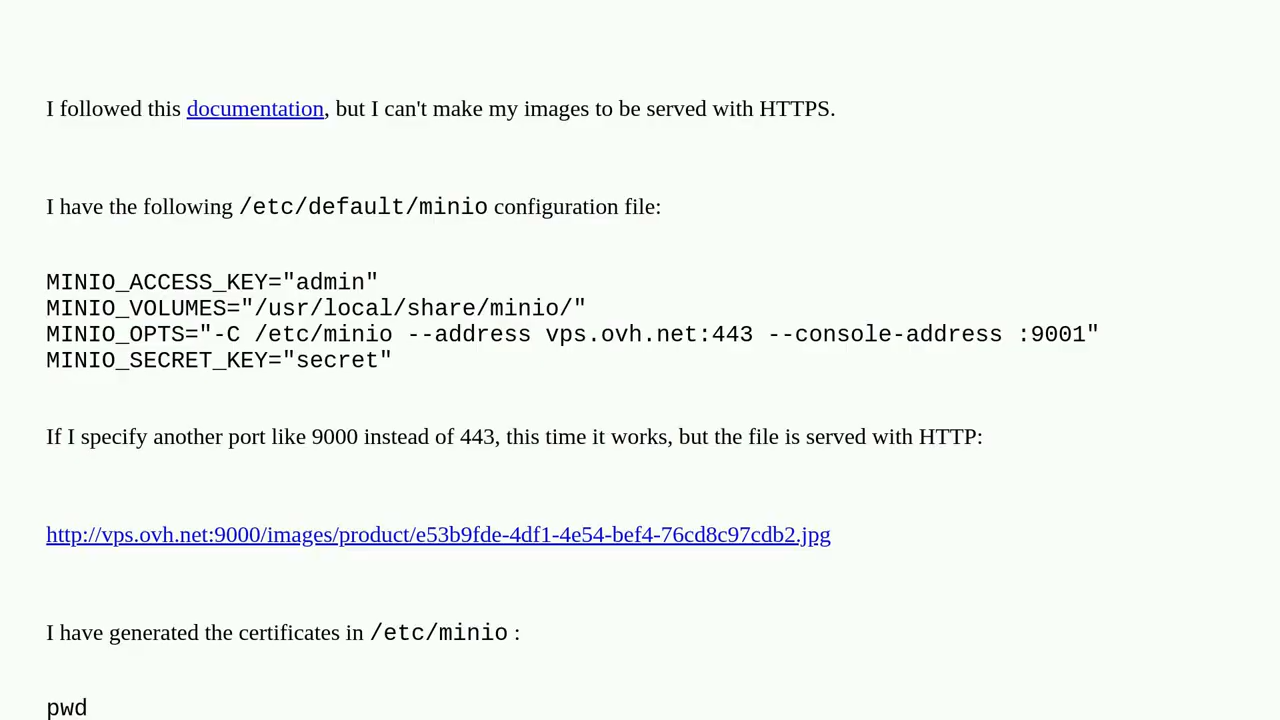 I followed this documentation, but I can't make my images to be served with HTTPS.
I have the following /etc/default/minio configuration file:
MINIO_ACCESS_KEY="admin"
MINIO_VOLUMES="/usr/local/share/minio/"
MINIO_OPTS="-C /etc/minio --address vps.ovh.net:443 --console-address :9001"
MINIO_SECRET_KEY="secret"
If I specify another port like 9000 instead of 443, this time it works, but the file is served with HTTP:
http://vps.ovh.net:9000/images/product/e53b9fde-4df1-4e54-bef4-76cd8c97cdb2.jpg
I have generated the certificates in /etc/minio :
pwd